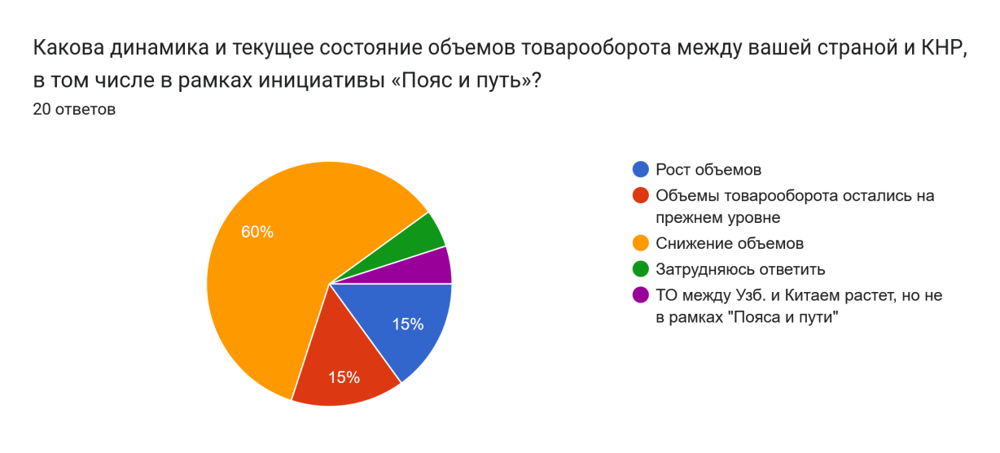 Какова динамика и текущее состояние объемов товарооборота между вашей страной и КНР,
в том числе в рамках инициативы «Пояс и путь»?
20 ответов
60%
15%
15%
Рост объемов
Объемы товарооборота остались на
прежнем уровне
Снижение объемов
Затрудняюсь ответить
ТО между Узб. и Китаем растет, но не
в рамках "Пояса и пути"